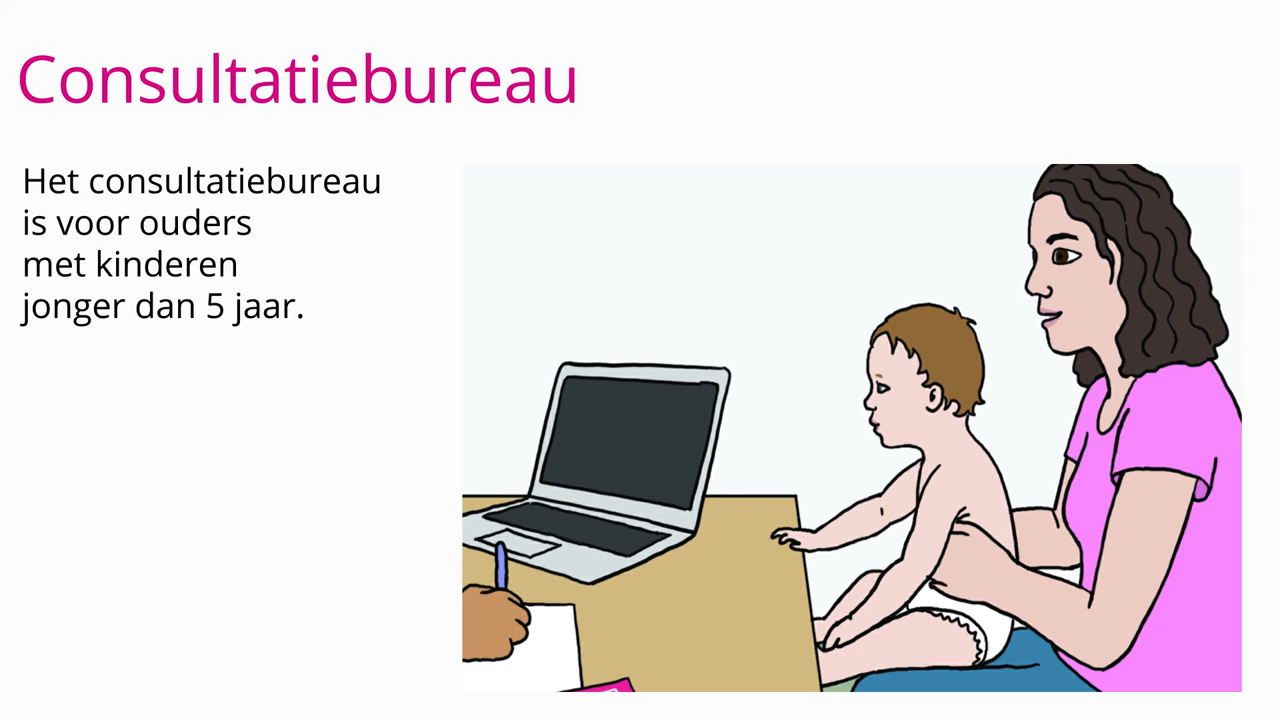 Consultatiebureau
Het consultatiebureau
is voor ouders
met kinderen
jonger dan 5 jaar.